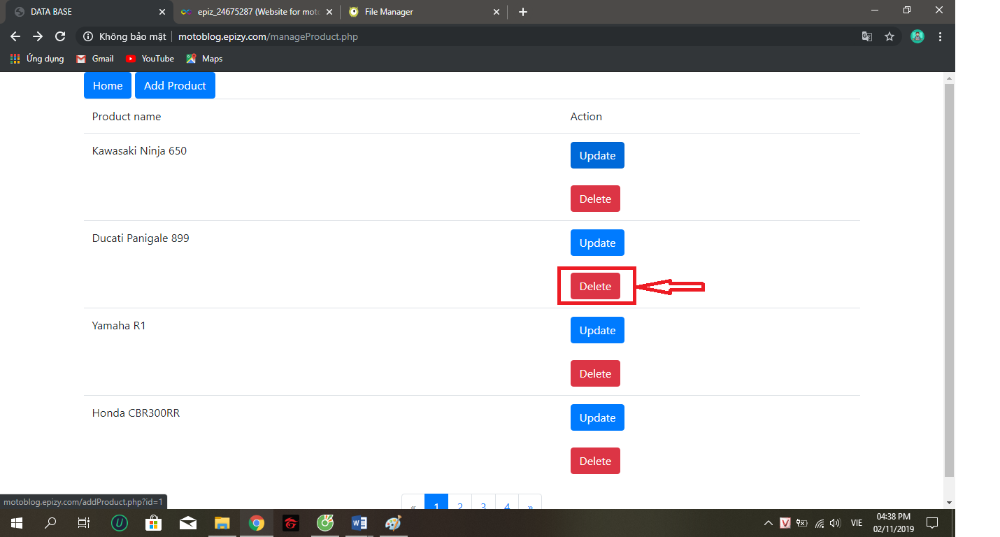 DATA BASE
epiz_24675287 (Website for moto
File Manager
Không bảo mật
motoblog.epizy.com/manageProduct.php
Ứng dụng
Gmail
YouTube
Maps
Home
Add Product
Product name
Action
Kawasaki Ninja 650
Update
Delete
Ducati Panigale 899
Update
Delete
Yamaha R1
Update
Delete
Honda CBR300RR
Update
Delete
« 1 2 3 4 »
motoblog.epizy.com/addProduct.php?id=1
VIE
04:38 PM
02/11/2019